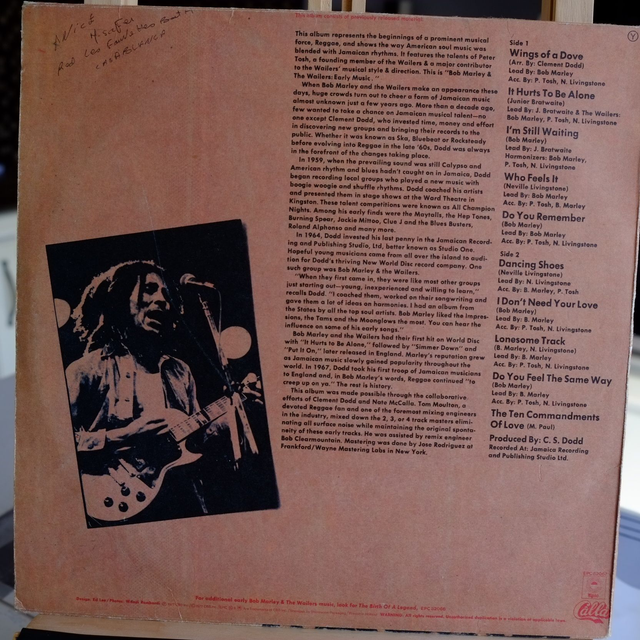 This album represents the beginnings of a prominent musical
force, Reggae, and shows the way American soul music was
blended with Jamaican rhythms. It features the talents of Peter
Tosh, a founding member of the Wailers & a major contributor
to the Wailers' musical style & direction. This is "Bob Marley &
The Wailers: Early Music."
When Bob Marley and the Wailers make an appearance these
days, huge crowds turn out to cheer a form of Jamaican music
almost unknown just a few years ago. More than a decade ago,
few wanted to take a chance on Jamaican musical talent—no
one except Clement Dodd, who invested time, money and effort
in discovering new groups and bringing their records to the
public. Whether it was known as Ska, Bluebeat or Rocksteady
before evolving into Reggae in the late '60s, Dodd was always
in the forefront of the changes taking place.
In 1959, when the prevailing sound was still Calypso and
American rhythm and blues hadn't caught on in Jamaica, Dodd
began recording local groups who played a new music with
boogie woogie and shuffle rhythms. Dodd coached his artists
and presented them in stage shows at the Ward Theatre in
Kingston. These talent competitions were known as All Champion
Nights. Among his early finds were the Maytalls, the Hep Tones,
Burning Spear, Jackie Mittoo, Clue J and the Blues Busters,
Roland Alphonso and many more.
In 1964, Dodd invested his last penny in the Jamaica Record-
ing and Publishing Studio, Ltd, better known as Studio One.
Hopeful young musicians came from all over the island to audi-
tion for Dodd's thriving New World Disc record company. One
such group was Bob Marley & the Wailers.
"When they first came in, they were like most other groups
just starting out—young, inexperienced and willing to learn,"
recalls Dodd. "I coached them, worked on their songwriting and
gave them a lot of ideas on harmonies. I had an album from
the States by all the top soul artists. Bob Marley liked the Impres-
sions, the Tams and the Moonglows the most. You can hear the
influence on some of his early songs."
Bob Marley and the Wailers had their first hit on World Disc
with "It Hurts To Be Alone," followed by "Simmer Down" and
"Put It On," later released in England. Marley's reputation grew
as Jamaican music slowly gained popularity throughout the
world. In 1967, Dodd took his first troop of Jamaican musicians
to England and, in Bob Marley's words, Reggae continued "to
creep up on ya." The rest is history.
This album was made possible through the collaborative
efforts of Clement Dodd and Nate McCalla. Tom Moulton, a
devoted Reggae fan and one of the foremost mixing engineers
in the industry, mixed down the 2, 3, or 4 track masters elimi-
nating all surface noise while maintaining the original sponta-
neity of these early tracks. He was assisted by remix engineer
Bob Clearmountain. Mastering was done by Jose Rodriguez at
Frankford/Wayne Mastering Labs in New York.
Side 1
Wings of a Dove
(Arr. By: Clement Dodd)
Lead By: Bob Marley
Acc. By: P. Tosh, N. Livingstone
It Hurts To Be Alone
(Junior Bratwaite)
Lead By: J. Bratwaite & The Wailers:
Bob Marley, P. Tosh, N. Livingstone
I'm Still Waiting
(Bob Marley)
Lead By: J. Bratwaite
Harmonizers: Bob Marley,
P. Tosh, N. Livingstone
Who Feels It
(Neville Livingstone)
Lead By: Bob Marley
Acc. By: P. Tosh, B. Marley
Do You Remember
(Bob Marley)
Lead By: Bob Marley
Acc. By: P. Tosh, N. Livingstone
Side 2
Dancing Shoes
(Neville Livingstone)
Lead By: N. Livingstone
Acc. By: B. Marley, P. Tosh
I Don't Need Your Love
(Bob Marley)
Lead By: B. Marley
Acc. By: P. Tosh, N. Livingstone
Lonesome Track
(B. Marley, N. Livingstone)
Lead By: B. Marley
Acc. By: P. Tosh, N. Livingstone
Do You Feel The Same Way
(Bob Marley)
Lead By: B. Marley
Acc. By: P. Tosh, N. Livingstone
The Ten Commandments
Of Love (M. Paul)
Produced By: C. S. Dodd
Recorded At: Jamaica Recording
and Publishing Studio Ltd.
For additional early Bob Marley & The Wailers music, look for The Birth Of A Legend,
Calla